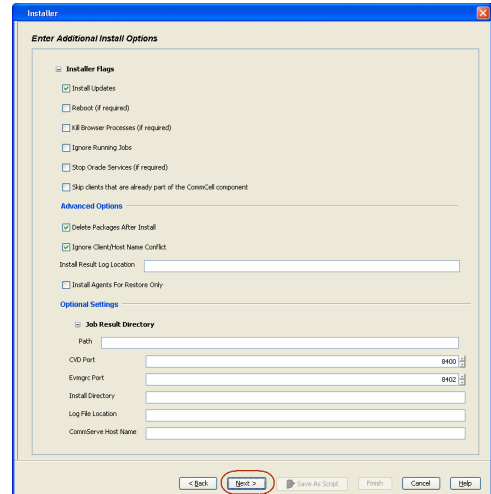 Installer
Enter Additional Install Options
Installer Flags
Install Updates
Reboot (if required)
Kill Browser Processes (if required)
Ignore Running Jobs
Stop Oracle Services (if required)
Skip clients that are already part of the CommCell component
Advanced Options
Delete Packages After Install
Ignore Client/Host Name Conflict
Install Result Log Location
Install Agents For Restore Only
Optional Settings
Job Result Directory
Path
CVD Port 8400
Evmgrc Port 8402
Install Directory
Log File Location
CommServe Host Name
< Back Next > Save As Script Finish Cancel Help